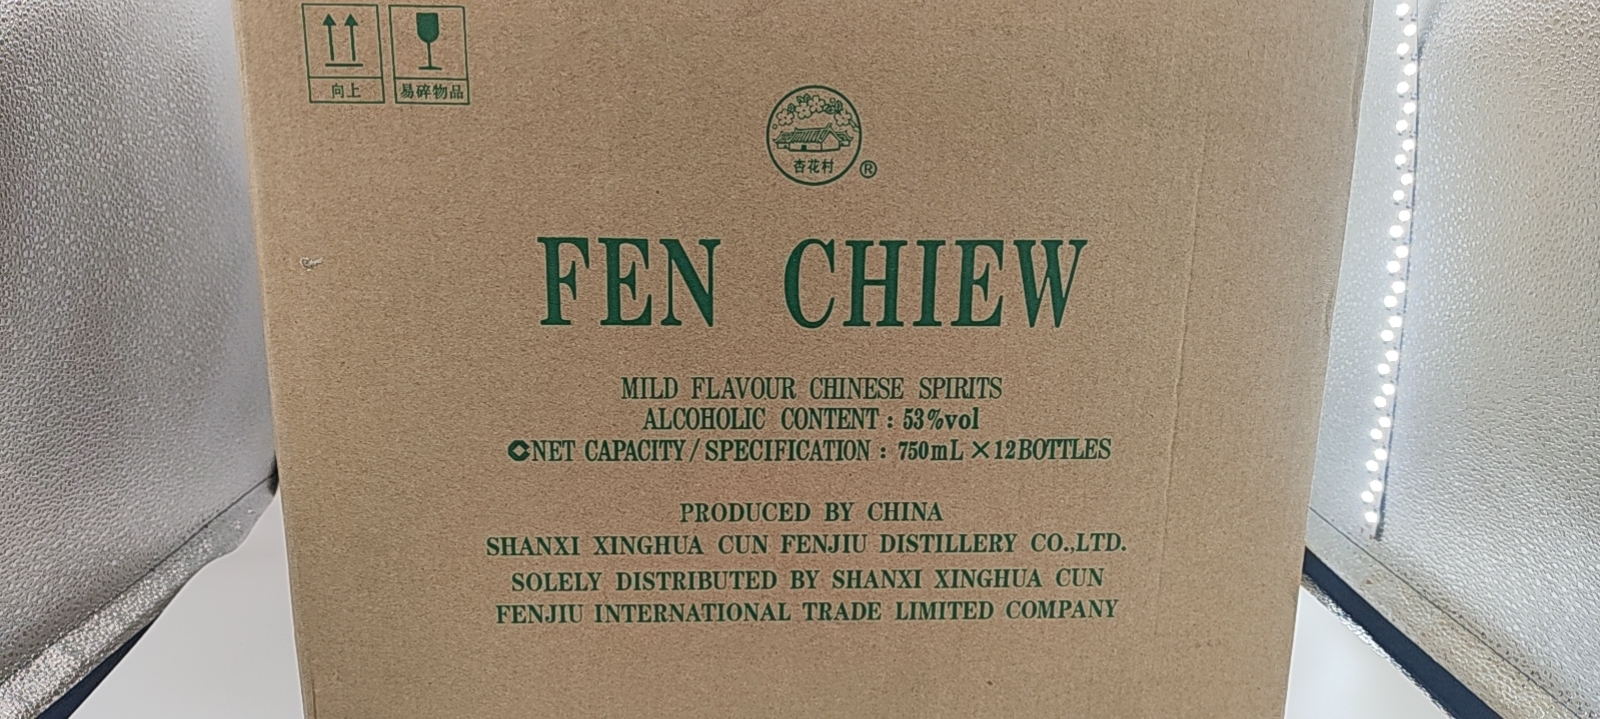 向上 易碎物品
杏花村 ®
FEN CHIEW
MILD FLAVOUR CHINESE SPIRITS
ALCOHOLIC CONTENT : 53%vol
NET CAPACITY / SPECIFICATION : 750mL ×12BOTTLES
PRODUCED BY CHINA
SHANXI XINGHUA CUN FENJIU DISTILLERY CO.,LTD.
SOLELY DISTRIBUTED BY SHANXI XINGHUA CUN
FENJIU INTERNATIONAL TRADE LIMITED COMPANY